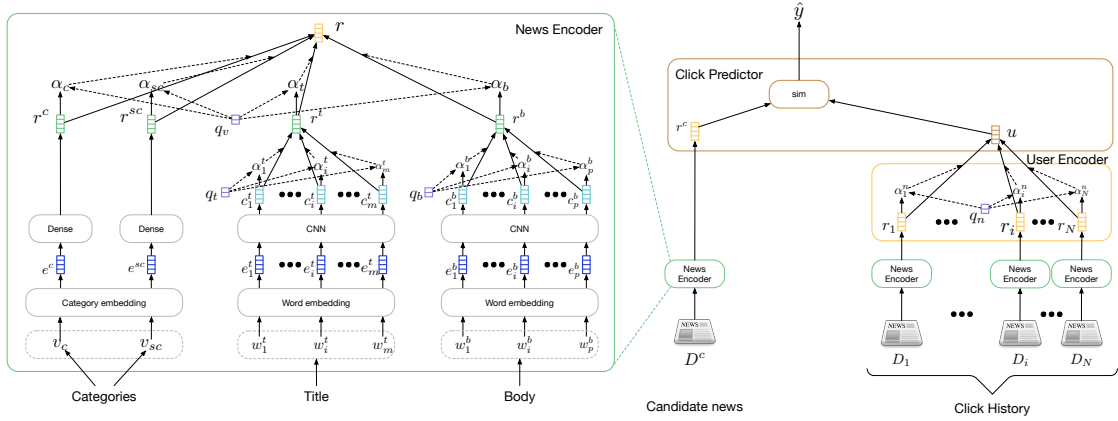 r News Encoder
ŷ
Click Predictor
sim
α_c α_sc α_t α_b
r^c r^sc q_v r^t r^b
r^c u
User Encoder
α_1^t α_i^t α_m^t α_1^b α_i^b α_p^b
q_t q_b
c_1^t c_i^t c_m^t c_1^b c_i^b c_p^b
α_1^n α_i^n α_N^n
q_n
r_1 r_i r_N
Dense Dense CNN CNN
e^c e^sc e_1^t e_i^t e_m^t e_1^b e_i^b e_p^b
News
Encoder
News
Encoder
News
Encoder
News
Encoder
Category embedding Word embedding Word embedding
NEWS NEWS NEWS NEWS
v_c v_sc w_1^t w_i^t w_m^t w_1^b w_i^b w_p^b
D^c D_1 D_i D_N
Categories Title Body
Candidate news Click History